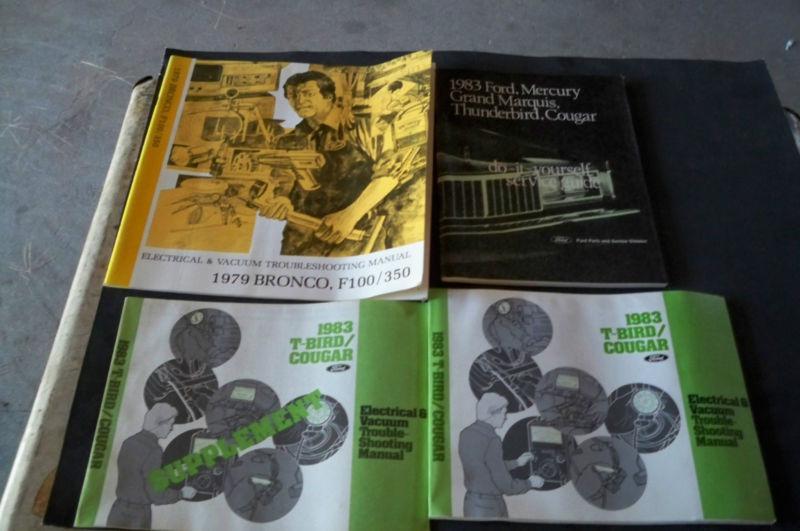 1979 BRONCO, F100/350
ELECTRICAL & VACUUM TROUBLESHOOTING MANUAL
1979 BRONCO, F100/350
1983 Ford, Mercury
Grand Marquis,
Thunderbird, Cougar
do-it-yourself
service guide
Ford Ford Parts and Service Division
1983 T-BIRD/COUGAR
1983
T-BIRD/
COUGAR
Ford
SUPPLEMENT
Electrical &
Vacuum
Trouble-
Shooting
Manual
1983 T-BIRD/COUGAR
1983
T-BIRD/
COUGAR
Ford
Electrical &
Vacuum
Trouble-
Shooting
Manual